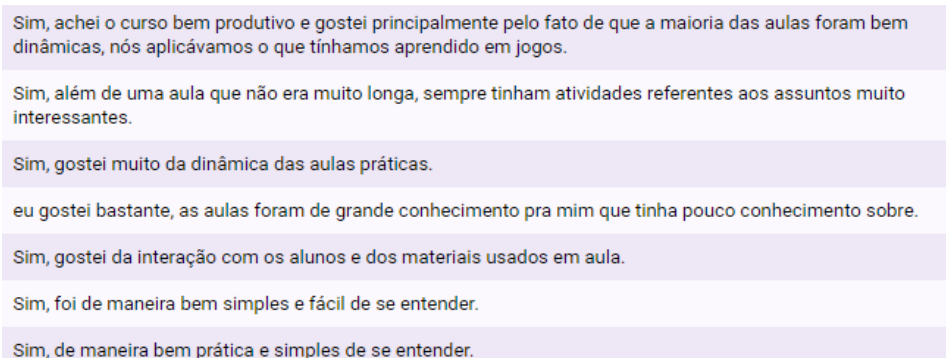 Sim, achei o curso bem produtivo e gostei principalmente pelo fato de que a maioria das aulas foram bem
dinâmicas, nós aplicávamos o que tínhamos aprendido em jogos.
Sim, além de uma aula que não era muito longa, sempre tinham atividades referentes aos assuntos muito
interessantes.
Sim, gostei muito da dinâmica das aulas práticas.
eu gostei bastante, as aulas foram de grande conhecimento pra mim que tinha pouco conhecimento sobre.
Sim, gostei da interação com os alunos e dos materiais usados em aula.
Sim, foi de maneira bem simples e fácil de se entender.
Sim, de maneira bem prática e simples de se entender.